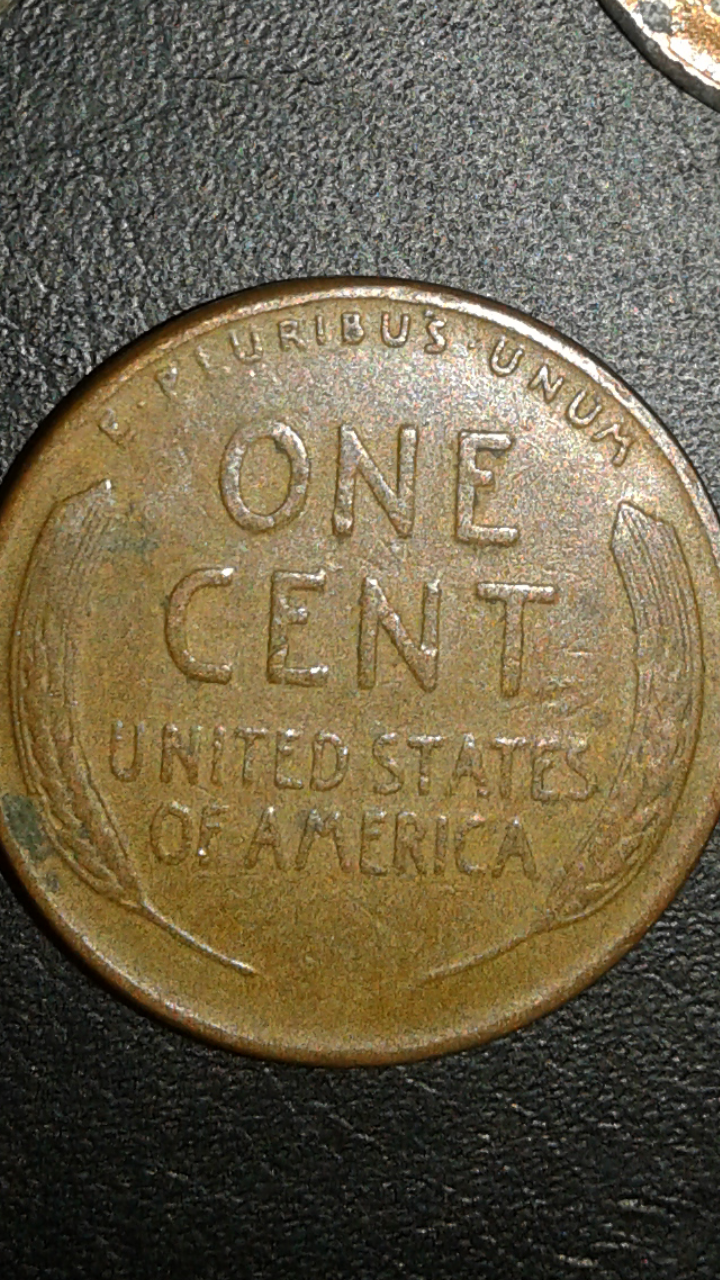 E · PLURIBUS · UNUM
ONE
CENT
UNITED STATES
OF AMERICA